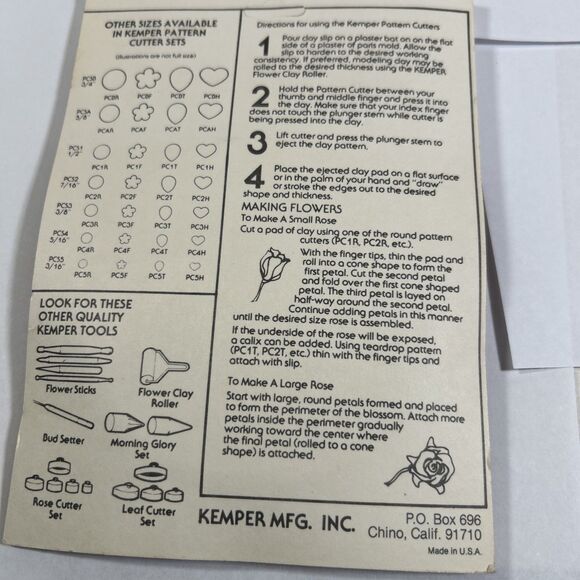 OTHER SIZES AVAILABLE
IN KEMPER PATTERN
CUTTER SETS
(Illustrations are not full size)
PCS0
3/4"
PC0R PC0F PC0T PC0H
PCSA
5/8"
PCAR PCAF PCAT PCAH
PCS1
1/2"
PC1R PC1F PC1T PC1H
PCS2
7/16"
PC2R PC2F PC2T PC2H
PCS3
3/8"
PC3R PC3F PC3T PC3H
PCS4
5/16"
PC4R PC4F PC4T PC4H
PCS5
3/16"
PC5R PC5F PC5T PC5H
LOOK FOR THESE
OTHER QUALITY
KEMPER TOOLS
Flower Sticks
Flower Clay
Roller
Bud Setter
Morning Glory
Set
Rose Cutter
Set
Leaf Cutter
Set
Directions for using the Kemper Pattern Cutters
1 Pour clay slip on a plaster bat on on the flat
side of a plaster of paris mold. Allow the
slip to harden to the desired working
consistency. If preferred, modeling clay may be
rolled to the desired thickness using the KEMPER
Flower Clay Roller.
2 Hold the Pattern Cutter between your
thumb and middle finger and press it into
the clay. Make sure that your index finger
does not touch the plunger stem while cutter is
being pressed into the clay.
3 Lift cutter and press the plunger stem to
eject the clay pattern.
4 Place the ejected clay pad on a flat surface
or in the palm of your hand and "draw"
or stroke the edges out to the desired
shape and thickness.
MAKING FLOWERS
To Make A Small Rose
Cut a pad of clay using one of the round pattern
cutters (PC1R, PC2R, etc.).
With the finger tips, thin the pad and
roll into a cone shape to form the
first petal. Cut the second petal
and fold over the first cone shaped
petal. The third petal is layed on
half-way around the second petal.
Continue adding petals in this manner
until the desired size rose is assembled.
If the underside of the rose will be exposed,
a calix can be added. Using teardrop pattern
(PC1T, PC2T, etc.) thin with the finger tips and
attach with slip.
To Make A Large Rose
Start with large, round petals formed and placed
to form the perimeter of the blossom. Attach more
petals inside the perimeter gradually
working toward the center where
the final petal (rolled to a cone
shape) is attached.
KEMPER MFG. INC.
P.O. Box 696
Chino, Calif. 91710
Made in U.S.A.